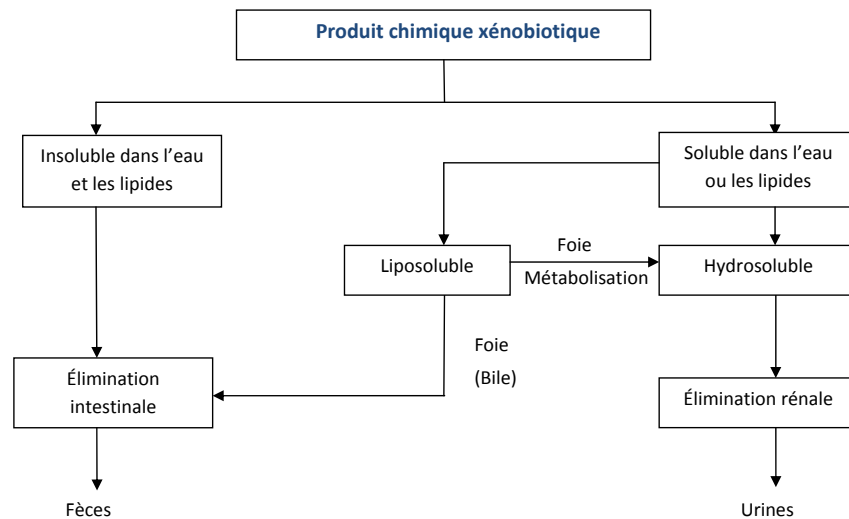 Produit chimique xénobiotique
Insoluble dans l'eau
et les lipides
Soluble dans l'eau
ou les lipides
Liposoluble
Foie
Métabolisation
Hydrosoluble
Foie
(Bile)
Élimination
intestinale
Élimination rénale
Fèces
Urines